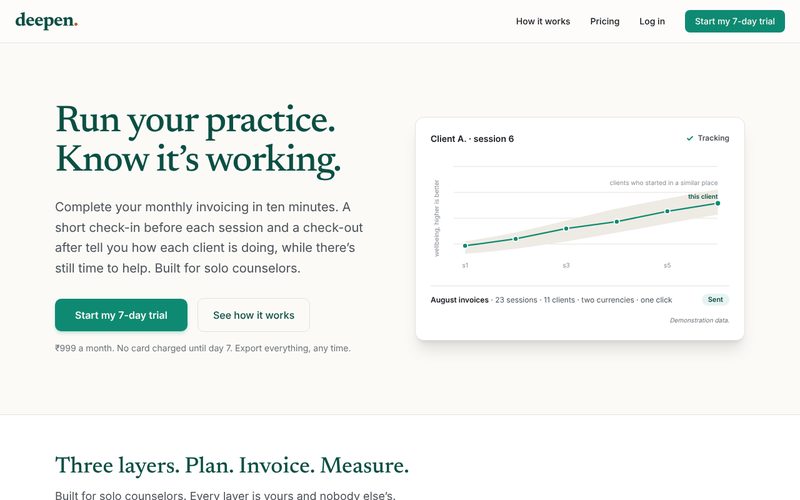 deepen.
How it works
Pricing
Log in
Start my 7-day trial
Run your practice.
Know it's working.
Complete your monthly invoicing in ten minutes. A
short check-in before each session and a check-out
after tell you how each client is doing, while there's
still time to help. Built for solo counselors.
Start my 7-day trial
See how it works
₹999 a month. No card charged until day 7. Export everything, any time.
Client A. · session 6
✓ Tracking
wellbeing, higher is better
clients who started in a similar place
this client
s1
s3
s5
August invoices · 23 sessions · 11 clients · two currencies · one click
Sent
Demonstration data.
Three layers. Plan. Invoice. Measure.
Built for solo counselors. Every layer is yours and nobody else's.